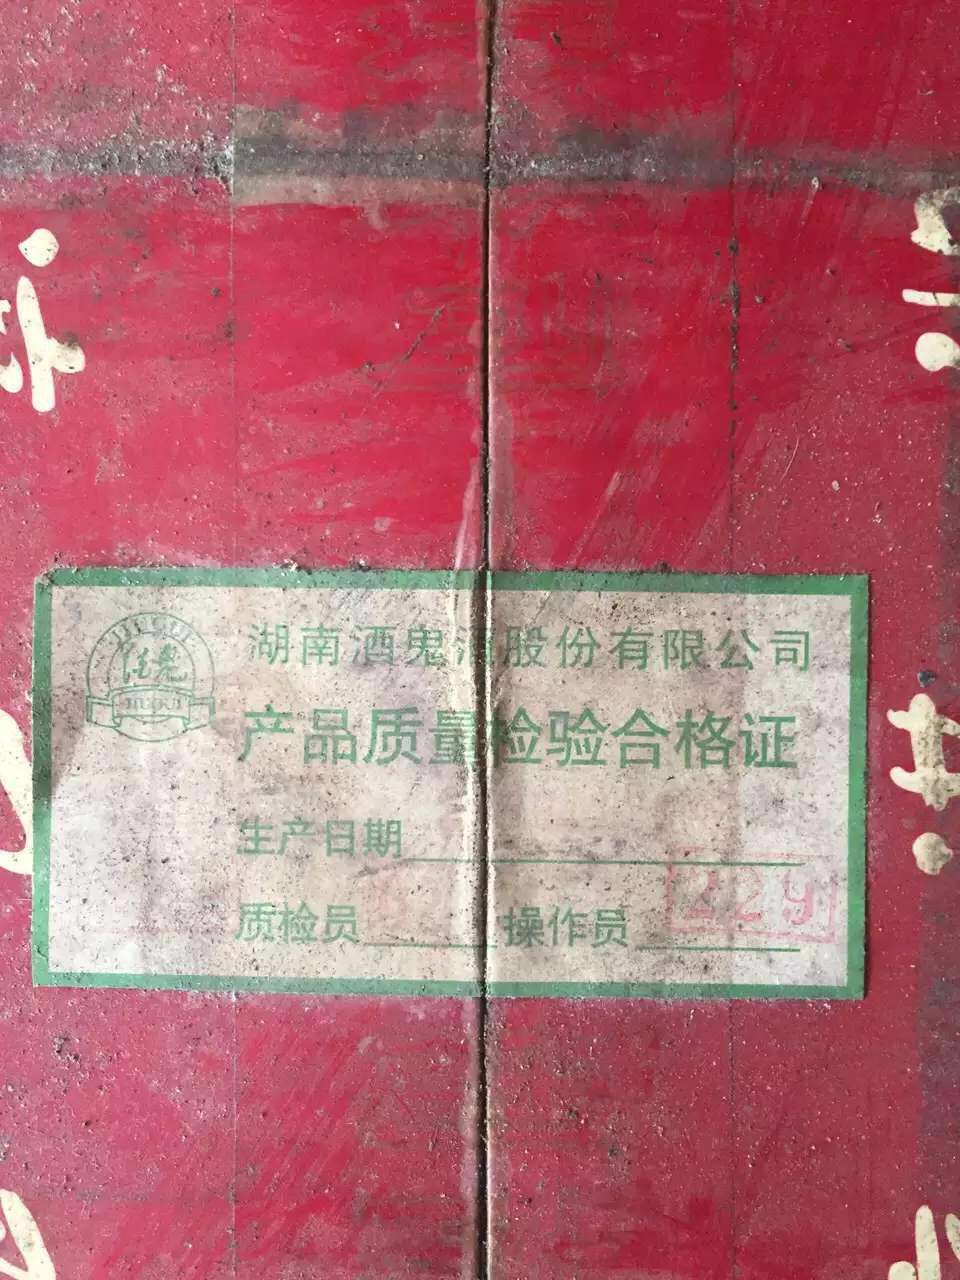 湖南酒鬼酒股份有限公司
产品质量检验合格证
生产日期
质检员 操作员 229